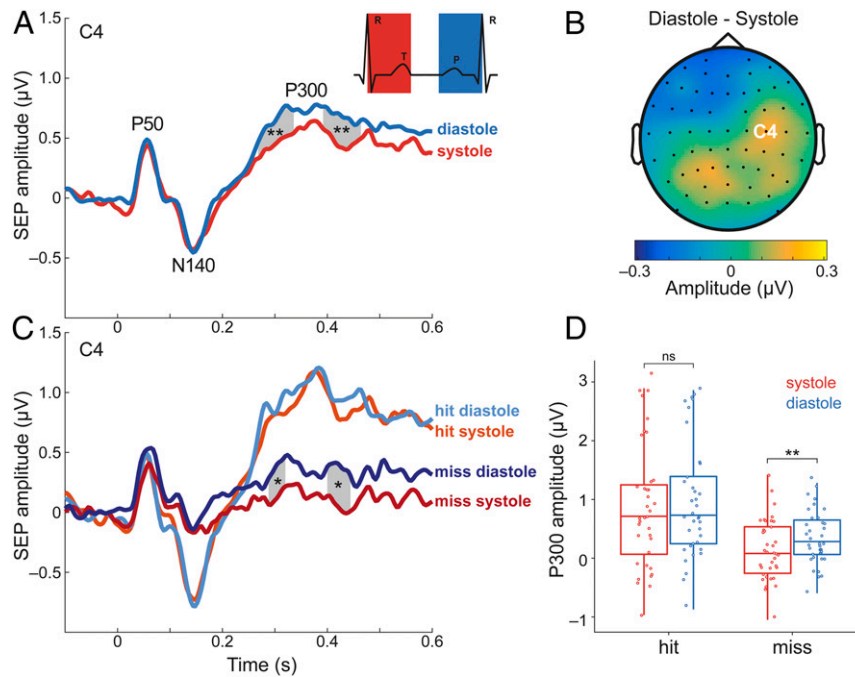 A
C4
SEP amplitude (µV)
1.5
1.0
0.5
0
−0.5
P50
N140
P300
**
**
diastole
systole
R
T
P
R
0
0.2
0.4
0.6
B
Diastole - Systole
C4
−0.3
0
0.3
Amplitude (µV)
C
C4
SEP amplitude (µV)
1.5
1.0
0.5
0
−0.5
*
*
hit diastole
hit systole
miss diastole
miss systole
0
0.2
0.4
0.6
Time (s)
D
P300 amplitude (µV)
3
2
1
0
−1
ns
systole
diastole
**
hit
miss